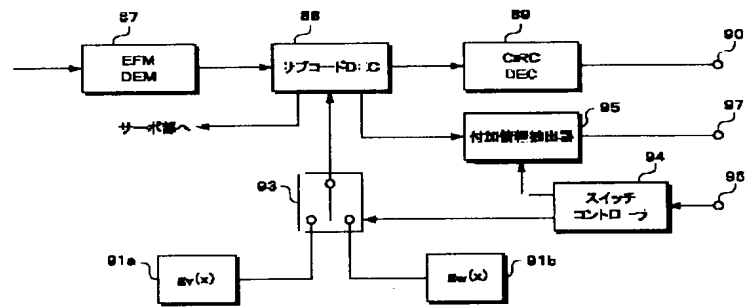 87
88
89
90
EFM
DEM
サブコードDEC
CIRC
DEC
95
97
サーボ部へ
付加情報抽出器
94
93
96
スイッチ
コントローラ
91a
gv(x)
gw(x)
91b